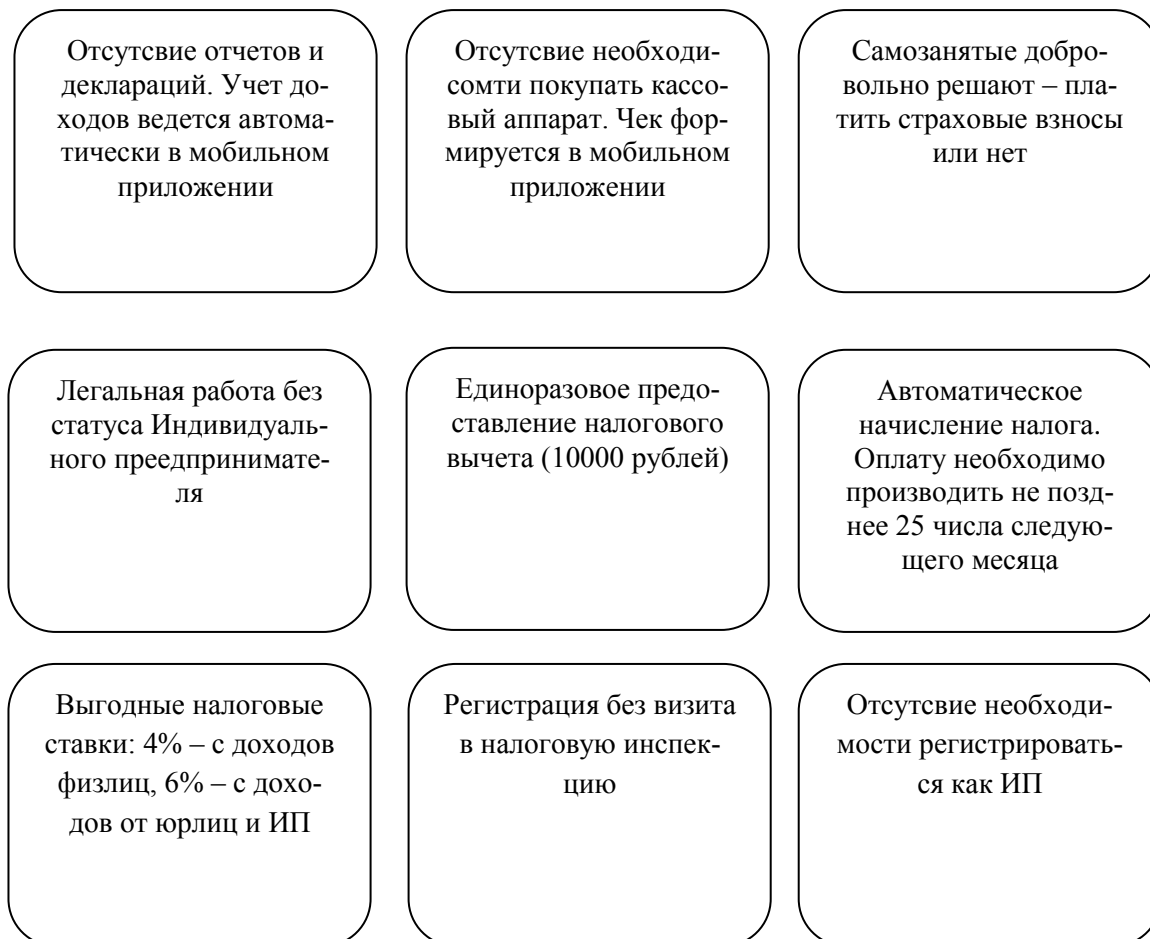 Отсутсвие отчетов и
деклараций. Учет до-
ходов ведется автома-
тически в мобильном
приложении
Отсутсвие необходи-
сомти покупать кассо-
вый аппарат. Чек фор-
мируется в мобильном
приложении
Самозанятые добро-
вольно решают – пла-
тить страховые взносы
или нет
Легальная работа без
статуса Индивидуаль-
ного преедпринимате-
ля
Единоразовое предо-
ставление налогового
вычета (10000 рублей)
Автоматическое
начисление налога.
Оплату необходимо
производить не позд-
нее 25 числа следую-
щего месяца
Выгодные налоговые
ставки: 4% – с доходов
физлиц, 6% – с дохо-
дов от юрлиц и ИП
Регистрация без визита
в налоговую инспек-
цию
Отсутсвие необходи-
мости регистрировать-
ся как ИП